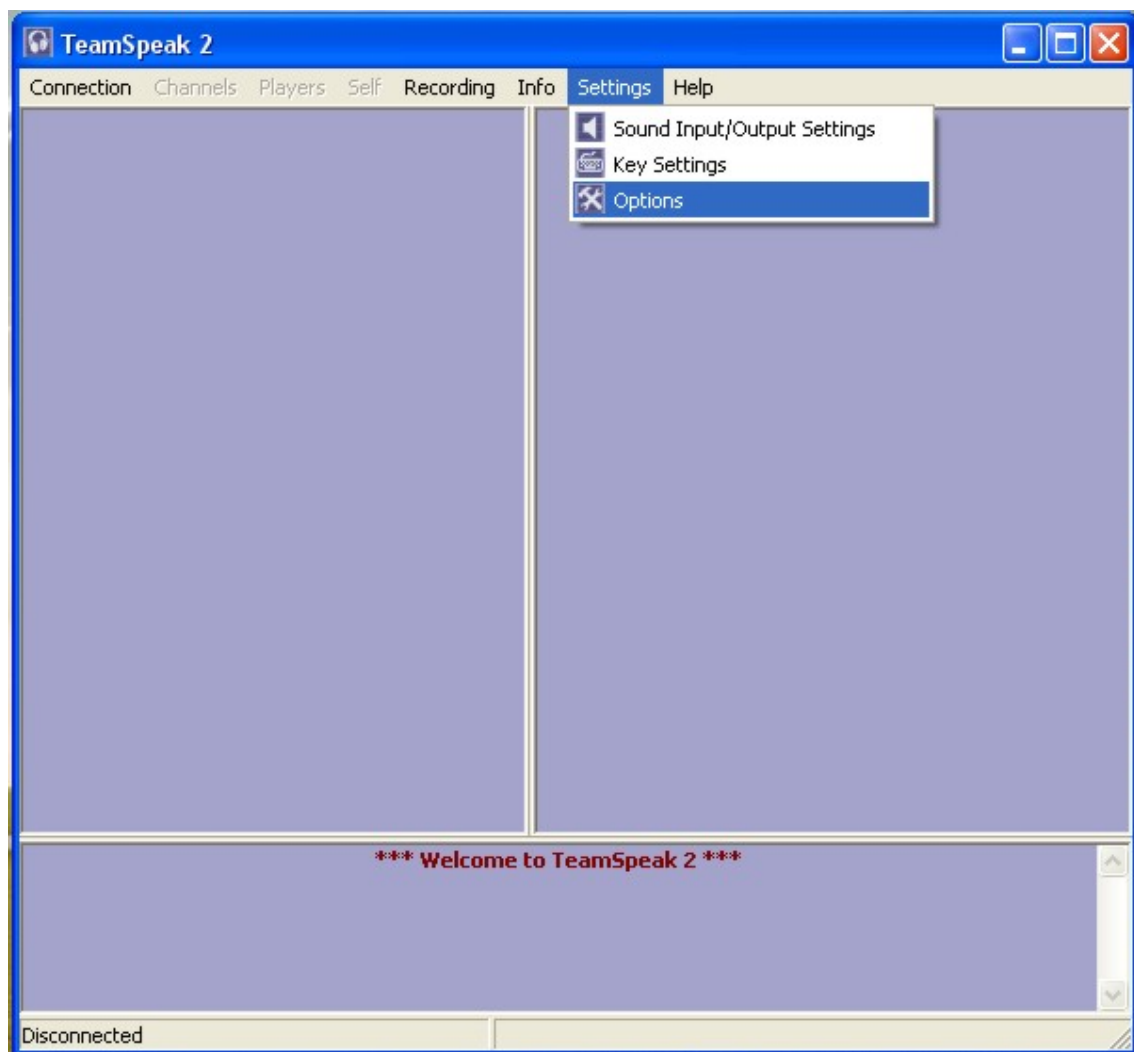 TeamSpeak 2
Connection Channels Players Self Recording Info Settings Help
Sound Input/Output Settings
Key Settings
Options
*** Welcome to TeamSpeak 2 ***
Disconnected